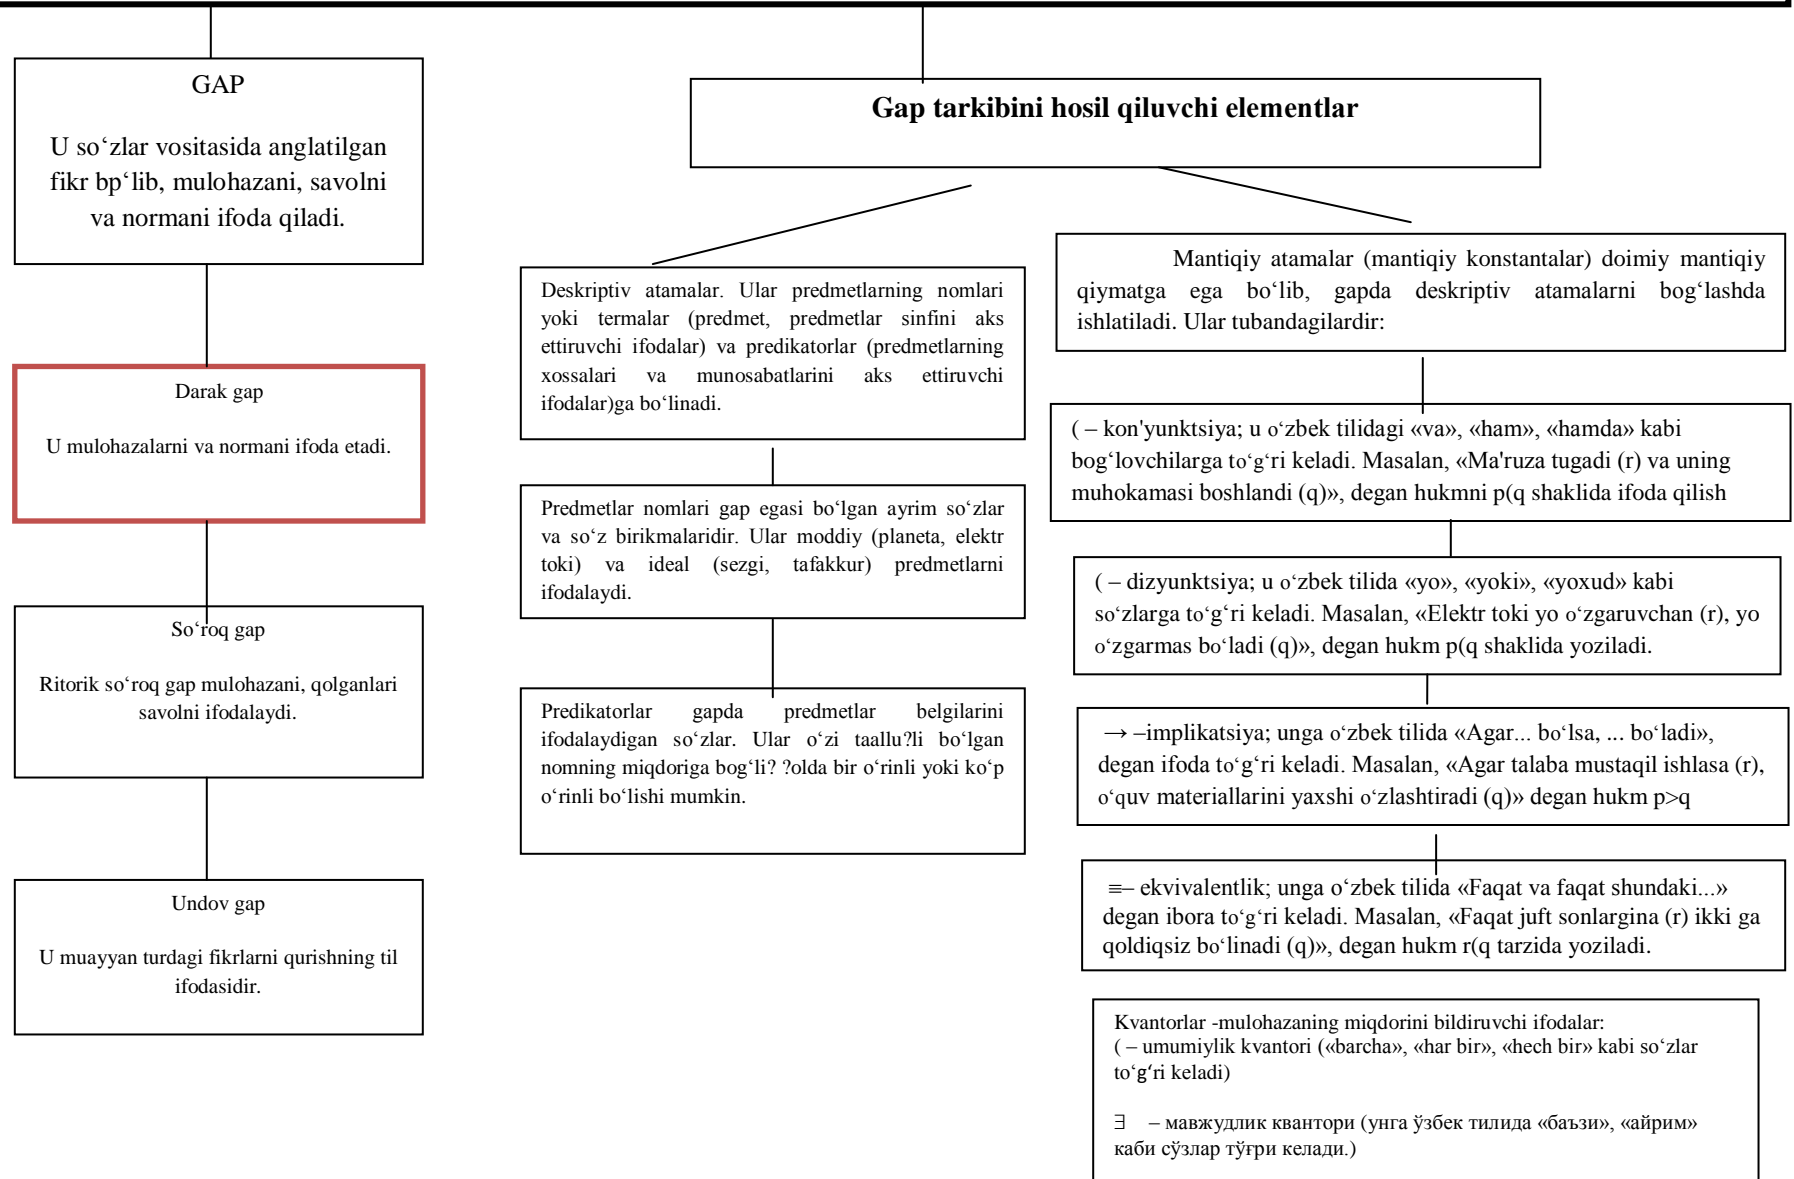 GAP
U so‘zlar vositasida anglatilgan
fikr bp‘lib, mulohazani, savolni
va normani ifoda qiladi.
Darak gap
U mulohazalarni va normani ifoda etadi.
So‘roq gap
Ritorik so‘roq gap mulohazani, qolganlari
savolni ifodalaydi.
Undov gap
U muayyan turdagi fikrlarni qurishning til
ifodasidir.
Gap tarkibini hosil qiluvchi elementlar
Deskriptiv atamalar. Ular predmetlarning nomlari
yoki termalar (predmet, predmetlar sinfini aks
ettiruvchi ifodalar) va predikatorlar (predmetlarning
xossalari va munosabatlarini aks ettiruvchi
ifodalar)ga bo‘linadi.
Predmetlar nomlari gap egasi bo‘lgan ayrim so‘zlar
va so‘z birikmalaridir. Ular moddiy (planeta, elektr
toki) va ideal (sezgi, tafakkur) predmetlarni
ifodalaydi.
Predikatorlar gapda predmetlar belgilarini
ifodalaydigan so‘zlar. Ular o‘zi taallu?li bo‘lgan
nomning miqdoriga bog‘li? ?olda bir o‘rinli yoki ko‘p
o‘rinli bo‘lishi mumkin.
Mantiqiy atamalar (mantiqiy konstantalar) doimiy mantiqiy
qiymatga ega bo‘lib, gapda deskriptiv atamalarni bog‘lashda
ishlatiladi. Ular tubandagilardir:
( – kon'yunktsiya; u o‘zbek tilidagi «va», «ham», «hamda» kabi
bog‘lovchilarga to‘g‘ri keladi. Masalan, «Ma'ruza tugadi (r) va uning
muhokamasi boshlandi (q)», degan hukmni p(q shaklida ifoda qilish
( – dizyunktsiya; u o‘zbek tilida «yo», «yoki», «yoxud» kabi
so‘zlarga to‘g‘ri keladi. Masalan, «Elektr toki yo o‘zgaruvchan (r), yo
o‘zgarmas bo‘ladi (q)», degan hukm p(q shaklida yoziladi.
→ –implikatsiya; unga o‘zbek tilida «Agar... bo‘lsa, ... bo‘ladi»,
degan ifoda to‘g‘ri keladi. Masalan, «Agar talaba mustaqil ishlasa (r),
o‘quv materiallarini yaxshi o‘zlashtiradi (q)» degan hukm p>q
≡– ekvivalentlik; unga o‘zbek tilida «Faqat va faqat shundaki...»
degan ibora to‘g‘ri keladi. Masalan, «Faqat juft sonlargina (r) ikki ga
qoldiqsiz bo‘linadi (q)», degan hukm r(q tarzida yoziladi.
Kvantorlar -mulohazaning miqdorini bildiruvchi ifodalar:
( – umumiylik kvantori («barcha», «har bir», «hech bir» kabi so‘zlar
to‘g‘ri keladi)
∃ – мавжудлик квантори (унга ўзбек тилида «баъзи», «айрим»
каби сўзлар тўғри келади.)